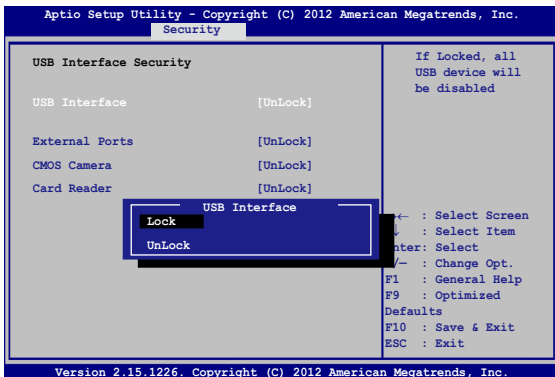 Aptio Setup Utility - Copyright (C) 2012 American Megatrends, Inc.
Security
USB Interface Security
USB Interface [UnLock]
External Ports [UnLock]
CMOS Camera [UnLock]
Card Reader [UnLock]
USB Interface
Lock
UnLock
If Locked, all
USB device will
be disabled
→← : Select Screen
↓ : Select Item
nter: Select
/— : Change Opt.
F1 : General Help
F9 : Optimized
Defaults
F10 : Save & Exit
ESC : Exit
Version 2.15.1226. Copyright (C) 2012 American Megatrends, Inc.